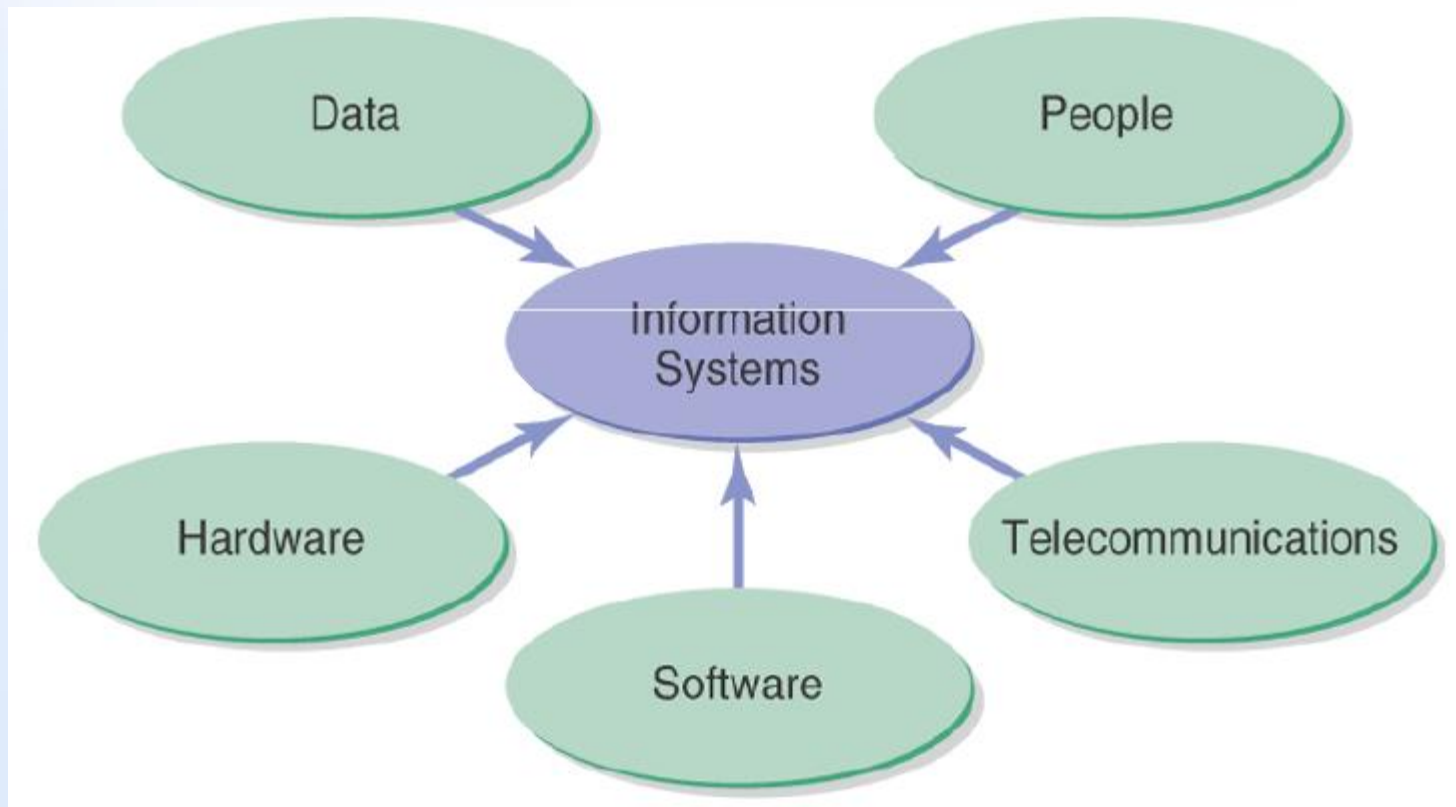 Data
People
Information
Systems
Hardware
Telecommunications
Software